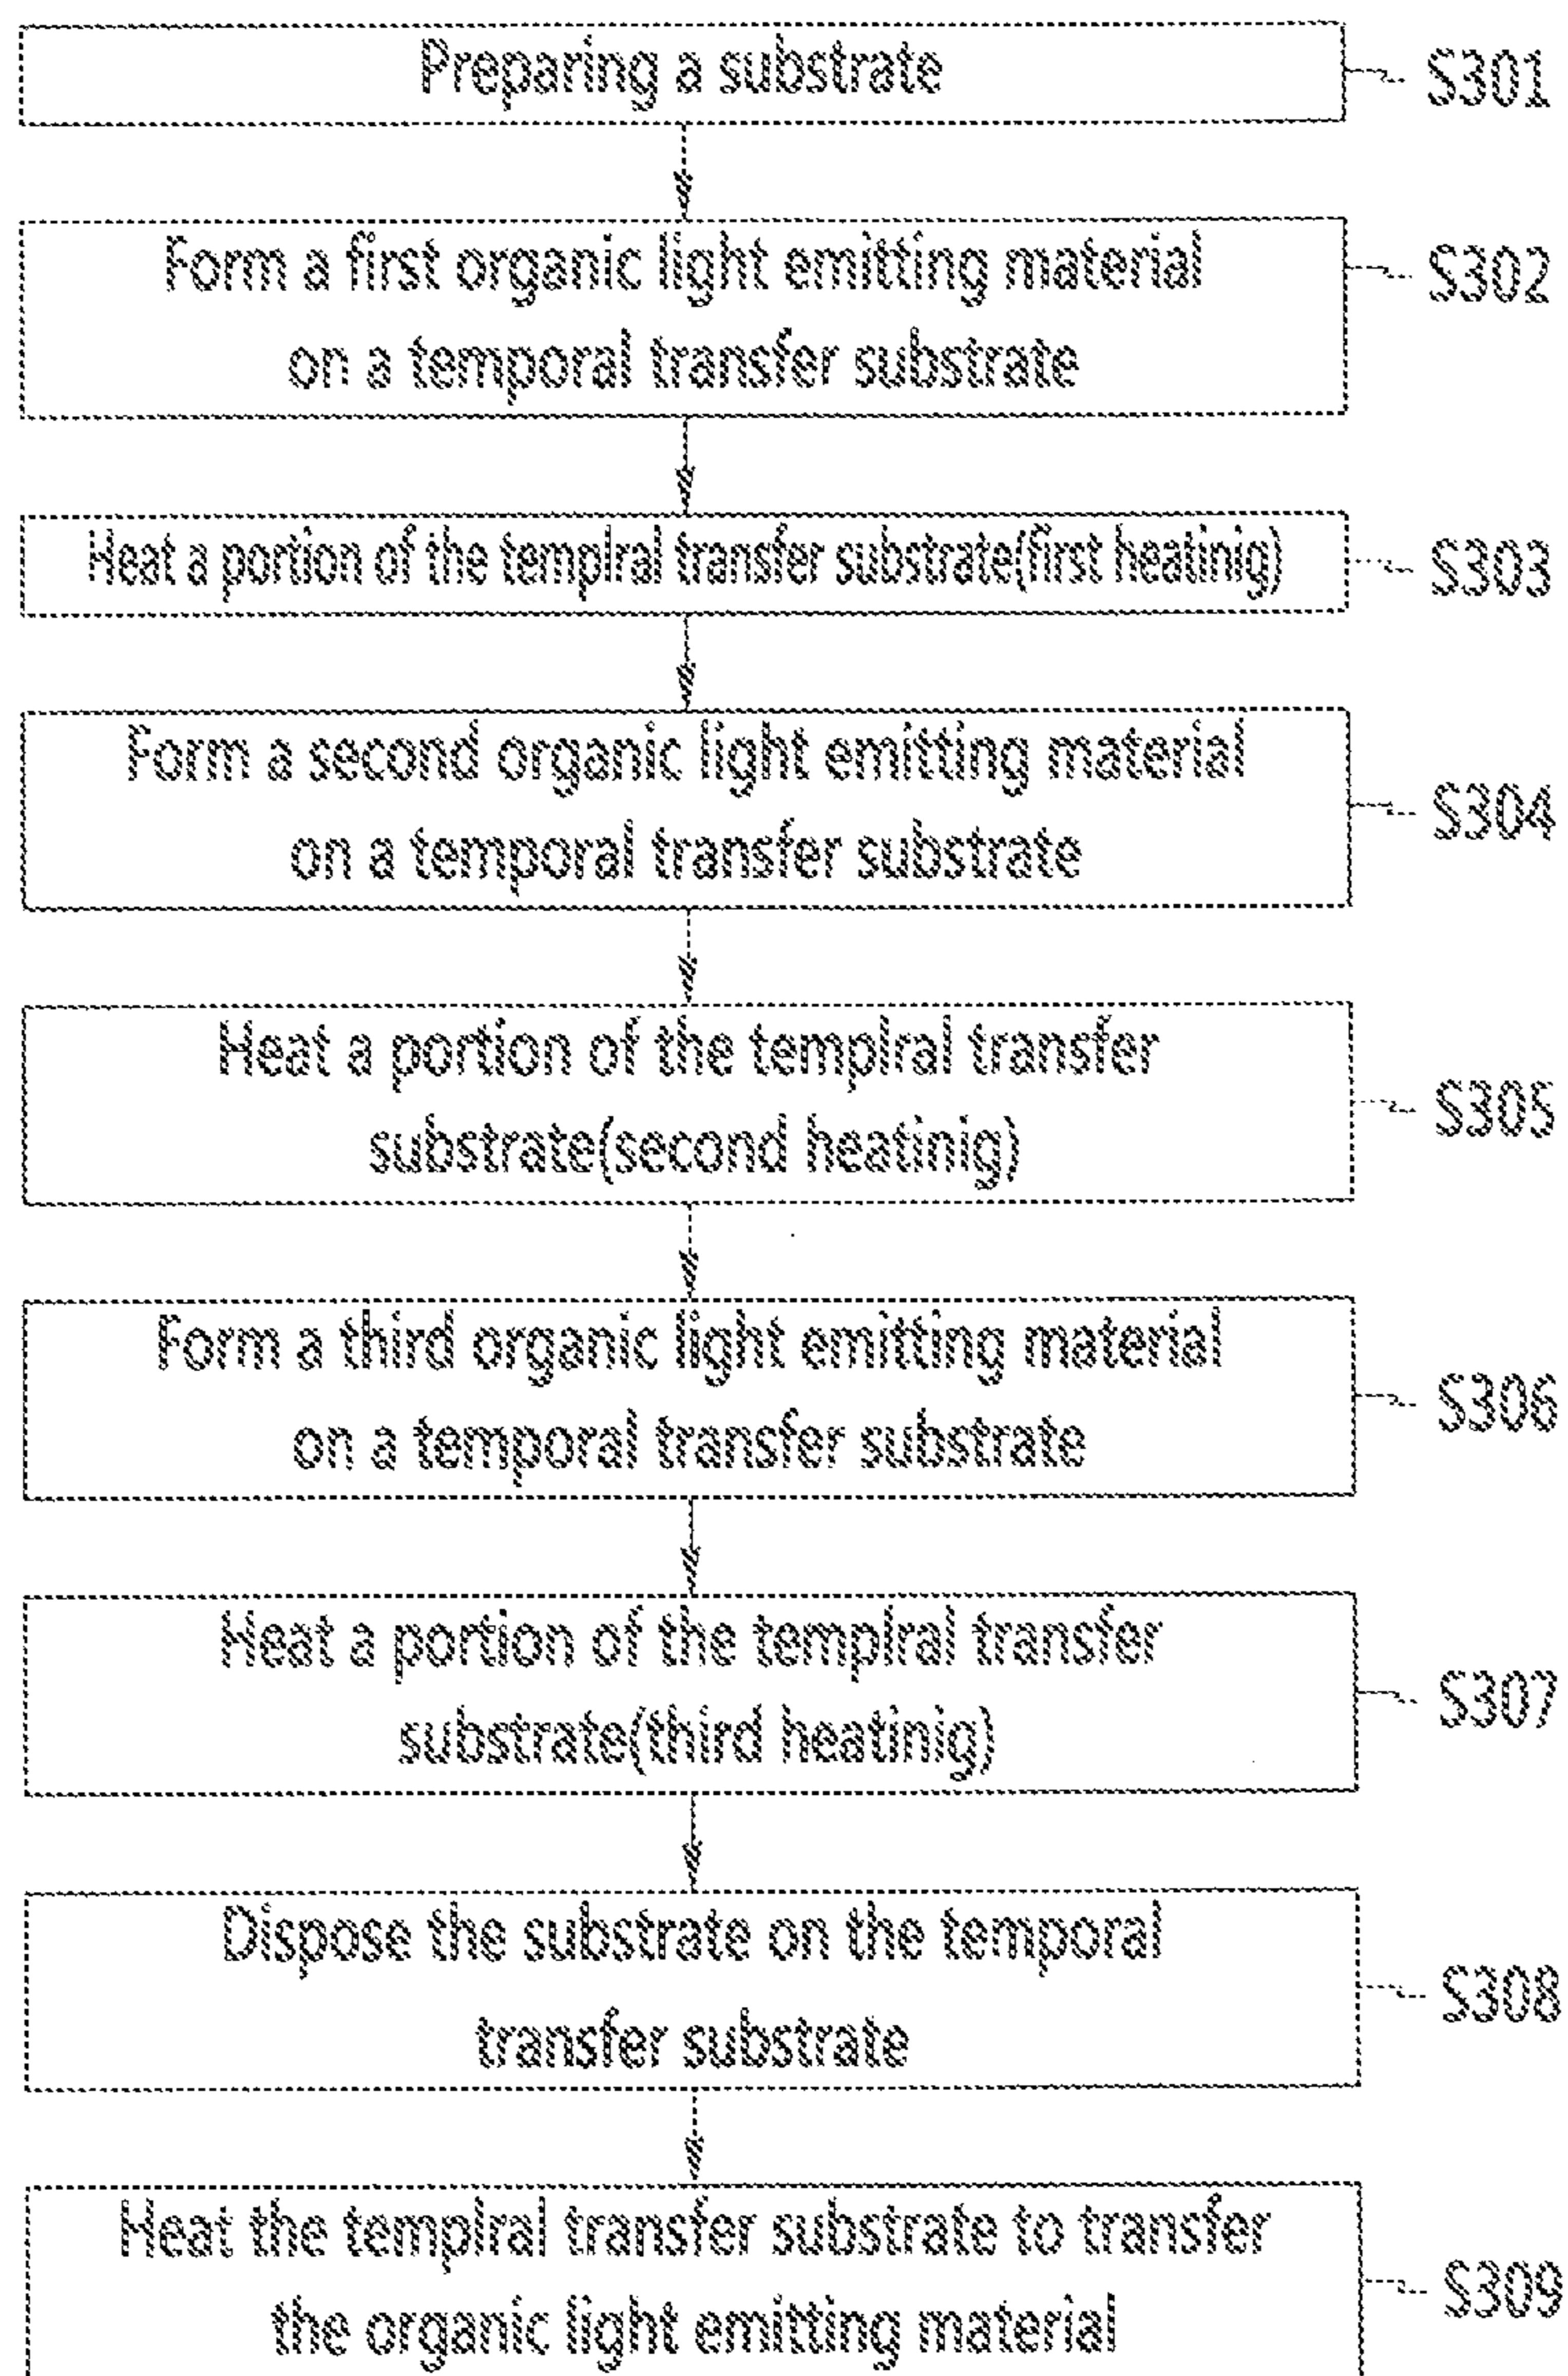 Preparing a substrate
S301
Form a first organic light emitting material
on a temporal transfer substrate
S302
Heat a portion of the templral transfer substrate(first heatinig)
S303
Form a second organic light emitting material
on a temporal transfer substrate
S304
Heat a portion of the templral transfer
substrate(second heatinig)
S305
Form a third organic light emitting material
on a temporal transfer substrate
S306
Heat a portion of the templral transfer
substrate(third heatinig)
S307
Dispose the substrate on the temporal
transfer substrate
S308
Heat the templral transfer substrate to transfer
the organic light emitting material
S309